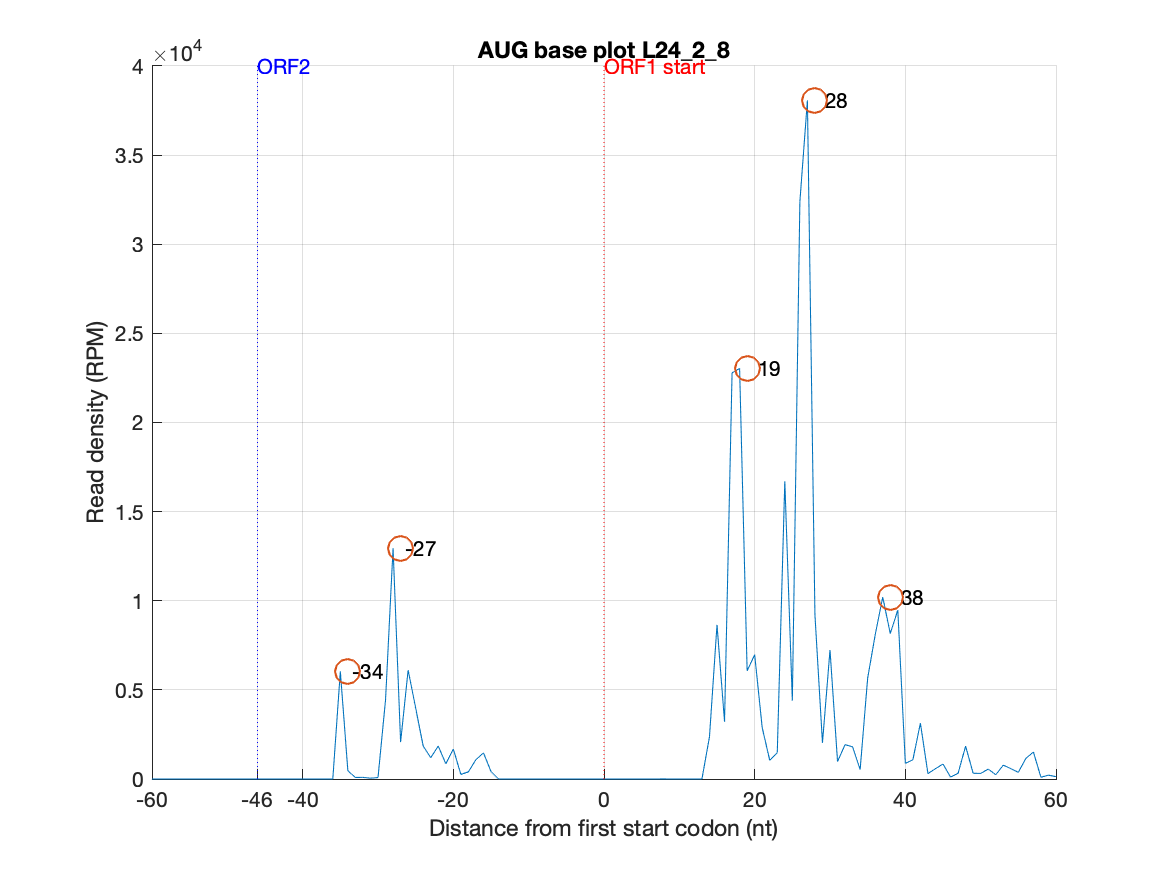 AUG base plot L24_2_8
×10⁴
ORF2
ORF1 start
4
3.5
3
2.5
2
1.5
1
0.5
0
Read density (RPM)
28
19
-27
38
-34
-60 -46 -40 -20 0 20 40 60
Distance from first start codon (nt)